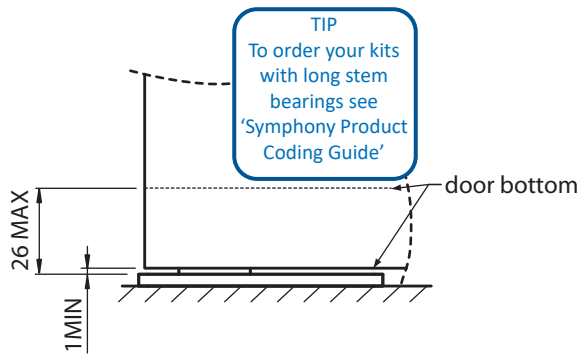 TIP
To order your kits
with long stem
bearings see
‘Symphony Product
Coding Guide’
door bottom
26 MAX
1MIN